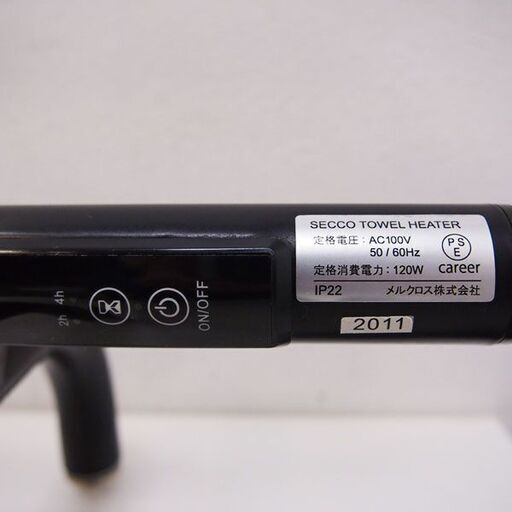 SECCO TOWEL HEATER
定格電圧：AC100V
50 / 60Hz
定格消費電力：120W
IP22
メルクロス株式会社
PS
E
career
2011
2h 4h
ON/OFF